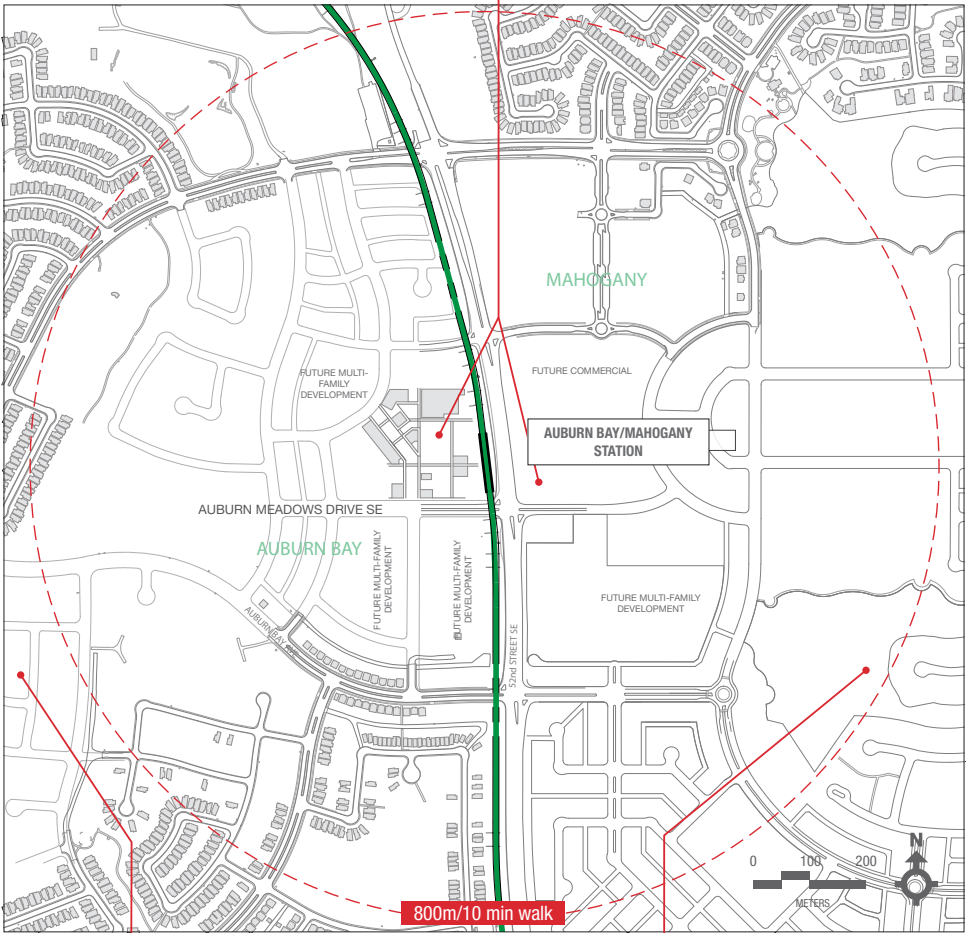 MAHOGANY
FUTURE MULTI-
FAMILY
DEVELOPMENT
FUTURE COMMERCIAL
AUBURN BAY/MAHOGANY
STATION
AUBURN MEADOWS DRIVE SE
AUBURN BAY
FUTURE MULTI-FAMILY
DEVELOPMENT
FUTURE MULTI-FAMILY
DEVELOPMENT
FUTURE MULTI-FAMILY
DEVELOPMENT
AUBURN BAY
52nd STREET SE
N
0 100 200
METERS
800m/10 min walk